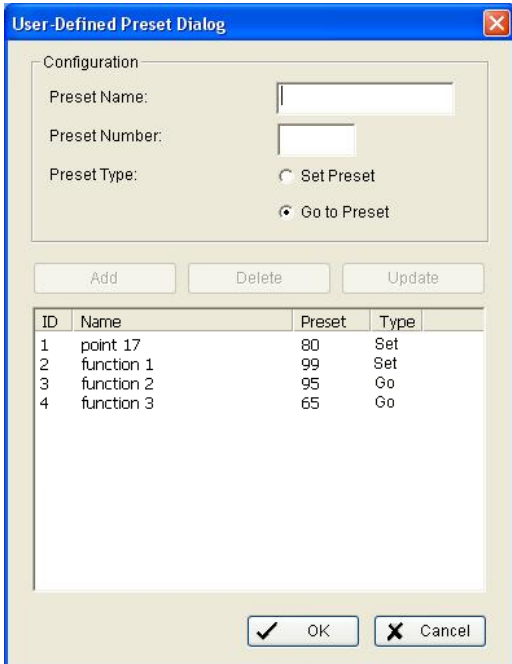 User-Defined Preset Dialog
Configuration
Preset Name:
Preset Number:
Preset Type: Set Preset
Go to Preset
Add Delete Update
ID Name Preset Type
1 point 17 80 Set
2 function 1 99 Set
3 function 2 95 Go
4 function 3 65 Go
OK Cancel